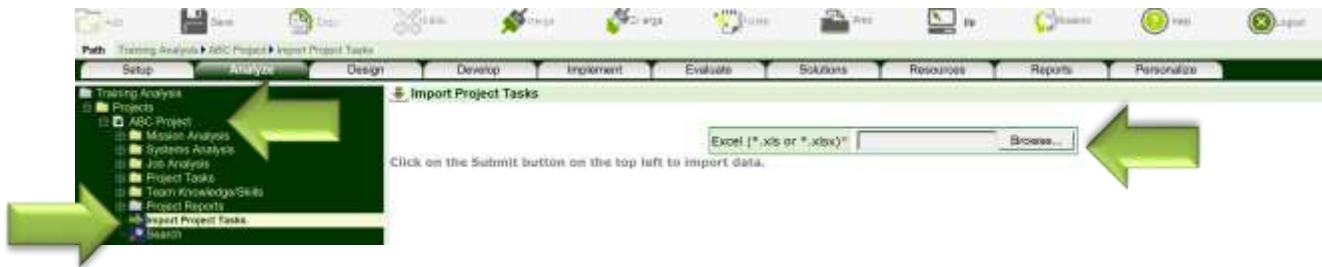 Save
Copy
Help
Logout
Path Training Analysis ABC Project Import Project Tasks
Setup Analyze Design Develop Implement Evaluate Solutions Resources Reports Personalize
Training Analysis
Projects
ABC Project
Mission Analysis
Systems Analysis
Job Analysis
Project Tasks
Team Knowledge/Skills
Project Reports
Import Project Tasks
Search
Import Project Tasks
Excel (*.xls or *.xlsx)* Browse...
Click on the Submit button on the top left to import data.